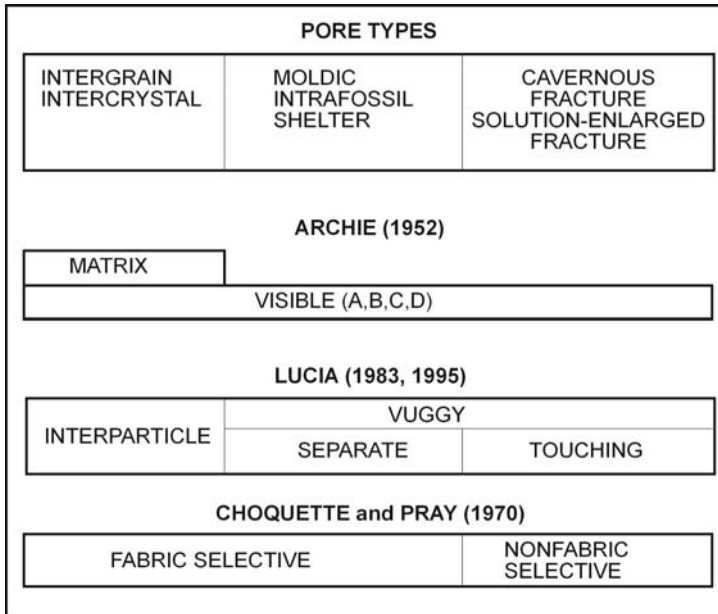 PORE TYPES
INTERGRAIN
INTERCRYSTAL
MOLDIC
INTRAFOSSIL
SHELTER
CAVERNOUS
FRACTURE
SOLUTION-ENLARGED
FRACTURE
ARCHIE (1952)
MATRIX
VISIBLE (A,B,C,D)
LUCIA (1983, 1995)
INTERPARTICLE
VUGGY
SEPARATE
TOUCHING
CHOQUETTE and PRAY (1970)
FABRIC SELECTIVE
NONFABRIC
SELECTIVE